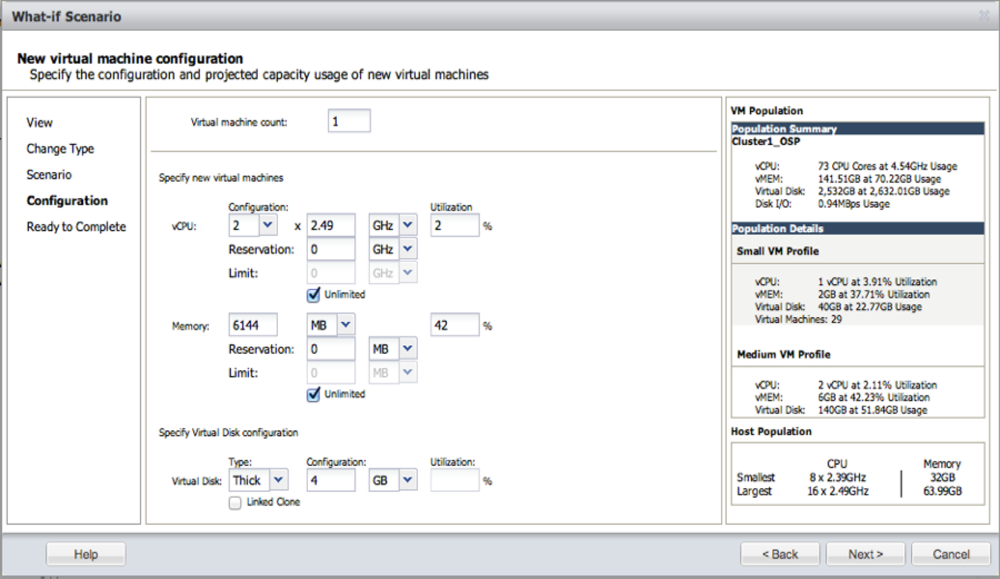 What-if Scenario
New virtual machine configuration
Specify the configuration and projected capacity usage of new virtual machines
View
Change Type
Scenario
Configuration
Ready to Complete
Virtual machine count: 1
Specify new virtual machines
Configuration: Utilization
vCPU: 2 x 2.49 GHz 2 %
Reservation: 0 GHz
Limit: 0 GHz
Unlimited
Memory: 6144 MB 42 %
Reservation: 0 MB
Limit: 0 MB
Unlimited
Specify Virtual Disk configuration
Type: Configuration: Utilization:
Virtual Disk: Thick 4 GB %
Linked Clone
VM Population
Population Summary
Cluster1_OSP
vCPU: 73 CPU Cores at 4.54GHz Usage
vMEM: 141.51GB at 70.22GB Usage
Virtual Disk: 2,532GB at 2,632.01GB Usage
Disk I/O: 0.94MBps Usage
Population Details
Small VM Profile
vCPU: 1 vCPU at 3.91% Utilization
vMEM: 2GB at 37.71% Utilization
Virtual Disk: 40GB at 22.77GB Usage
Virtual Machines: 29
Medium VM Profile
vCPU: 2 vCPU at 2.11% Utilization
vMEM: 6GB at 42.23% Utilization
Virtual Disk: 140GB at 51.84GB Usage
Host Population
CPU Memory
Smallest 8 x 2.39GHz 32GB
Largest 16 x 2.49GHz 63.99GB
Help
< Back
Next >
Cancel